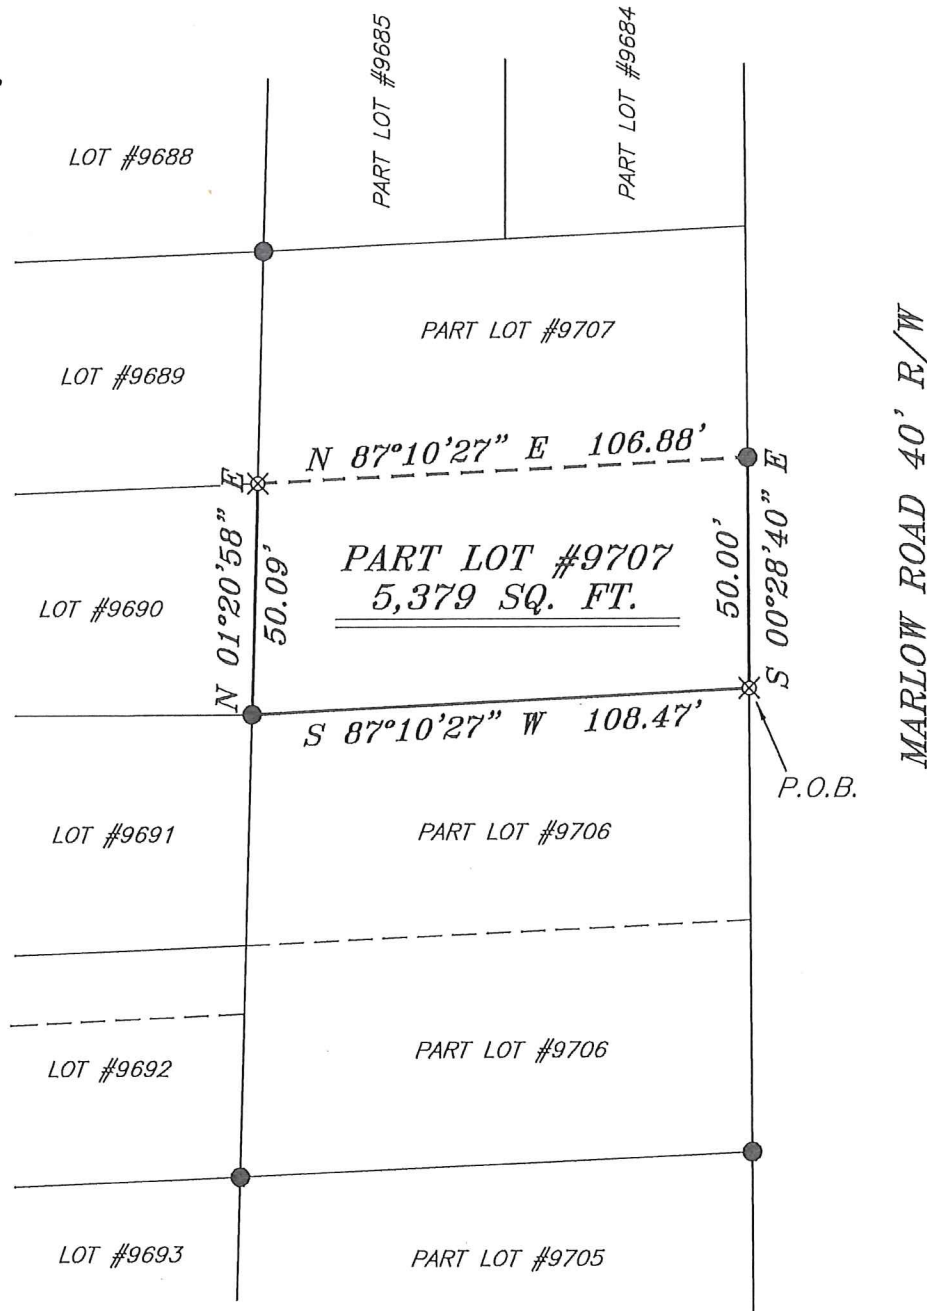 PART LOT #9685
PART LOT #9684
LOT #9688
PART LOT #9707
LOT #9689
MARLOW ROAD 40' R/W
N 87°10'27" E 106.88'
N 01°20'58" E
50.09'
PART LOT #9707
5,379 SQ. FT.
50.00'
S 00°28'40" E
LOT #9690
S 87°10'27" W 108.47'
P.O.B.
LOT #9691
PART LOT #9706
PART LOT #9706
LOT #9692
LOT #9693
PART LOT #9705